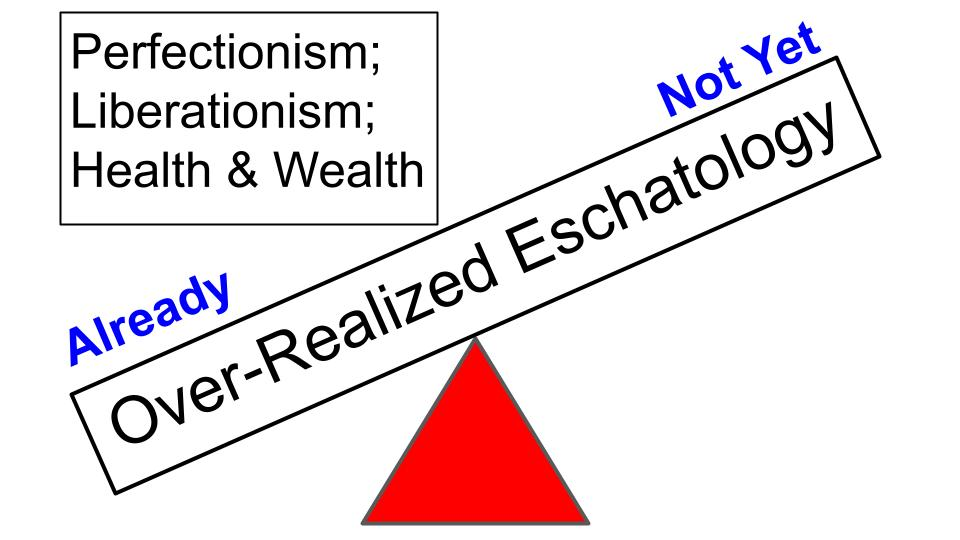 Perfectionism;
Liberationism;
Health & Wealth
Not Yet
Already
Over-Realized Eschatology